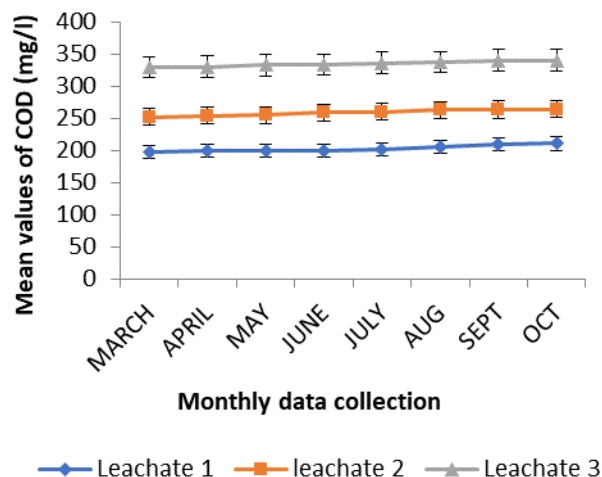 Mean values of COD (mg/l)
400
350
300
250
200
150
100
50
0
MARCH
APRIL
MAY
JUNE
JULY
AUG
SEPT
OCT
Monthly data collection
Leachate 1
leachate 2
Leachate 3